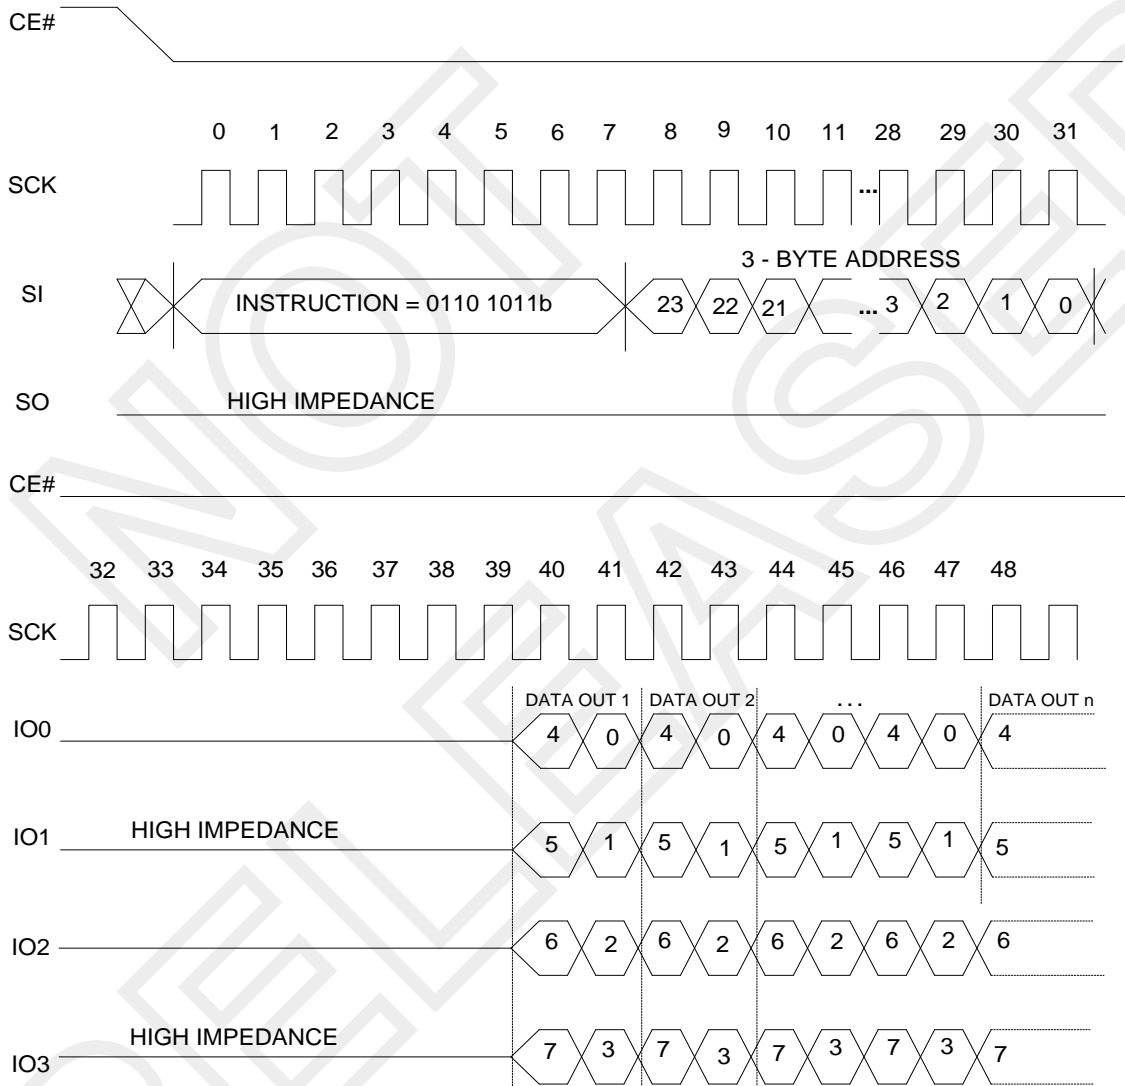 CE#
0 1 2 3 4 5 6 7 8 9 10 11 28 29 30 31
SCK ...
3 - BYTE ADDRESS
SI INSTRUCTION = 0110 1011b 23 22 21 ... 3 2 1 0
SO HIGH IMPEDANCE
CE#
32 33 34 35 36 37 38 39 40 41 42 43 44 45 46 47 48
SCK
DATA OUT 1 DATA OUT 2 ... DATA OUT n
IO0 4 0 4 0 4 0 4 0 4
IO1 HIGH IMPEDANCE 5 1 5 1 5 1 5 1 5
IO2 6 2 6 2 6 2 6 2 6
HIGH IMPEDANCE
IO3 7 3 7 3 7 3 7 3 7
NOT
RELEASED